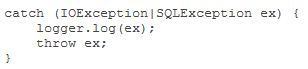 catch (IOException|SQLException ex) {
    logger.log(ex);
    throw ex;
}